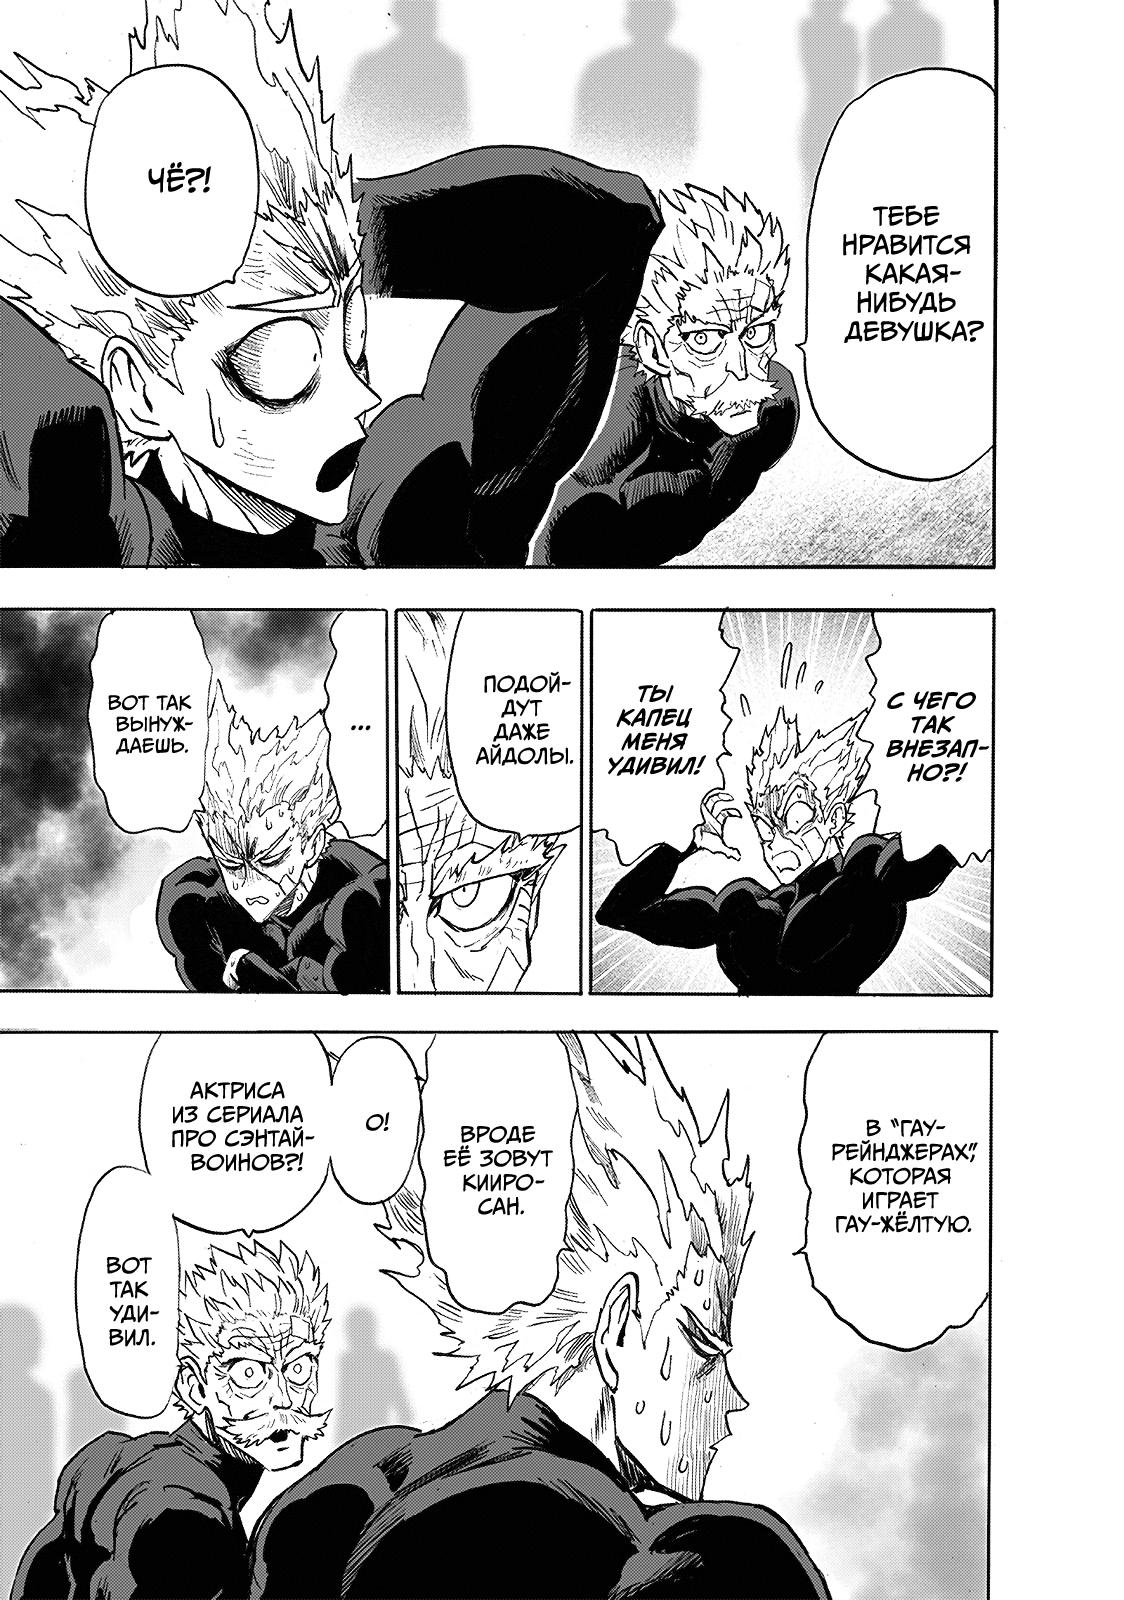 ТЕБЕ
НРАВИТСЯ
КАКАЯ-
НИБУДЬ
ДЕВУШКА?
ЧЁ?!
С ЧЕГО
ТАК
ВНЕЗАП-
НО?!
ТЫ
КАПЕЦ
МЕНЯ
УДИВИЛ!
ПОДОЙ-
ДУТ
ДАЖЕ
АЙДОЛЫ.
...
ВОТ ТАК
ВЫНУЖ-
ДАЕШЬ.
В “ГАУ-
РЕЙНДЖЕРАХ”,
КОТОРАЯ
ИГРАЕТ
ГАУ-ЖЁЛТУЮ.
ВРОДЕ
ЕЁ ЗОВУТ
КИИРО-
САН.
О!
АКТРИСА
ИЗ СЕРИАЛА
ПРО СЭНТАЙ-
ВОИНОВ?!
ВОТ
ТАК
УДИ-
ВИЛ.